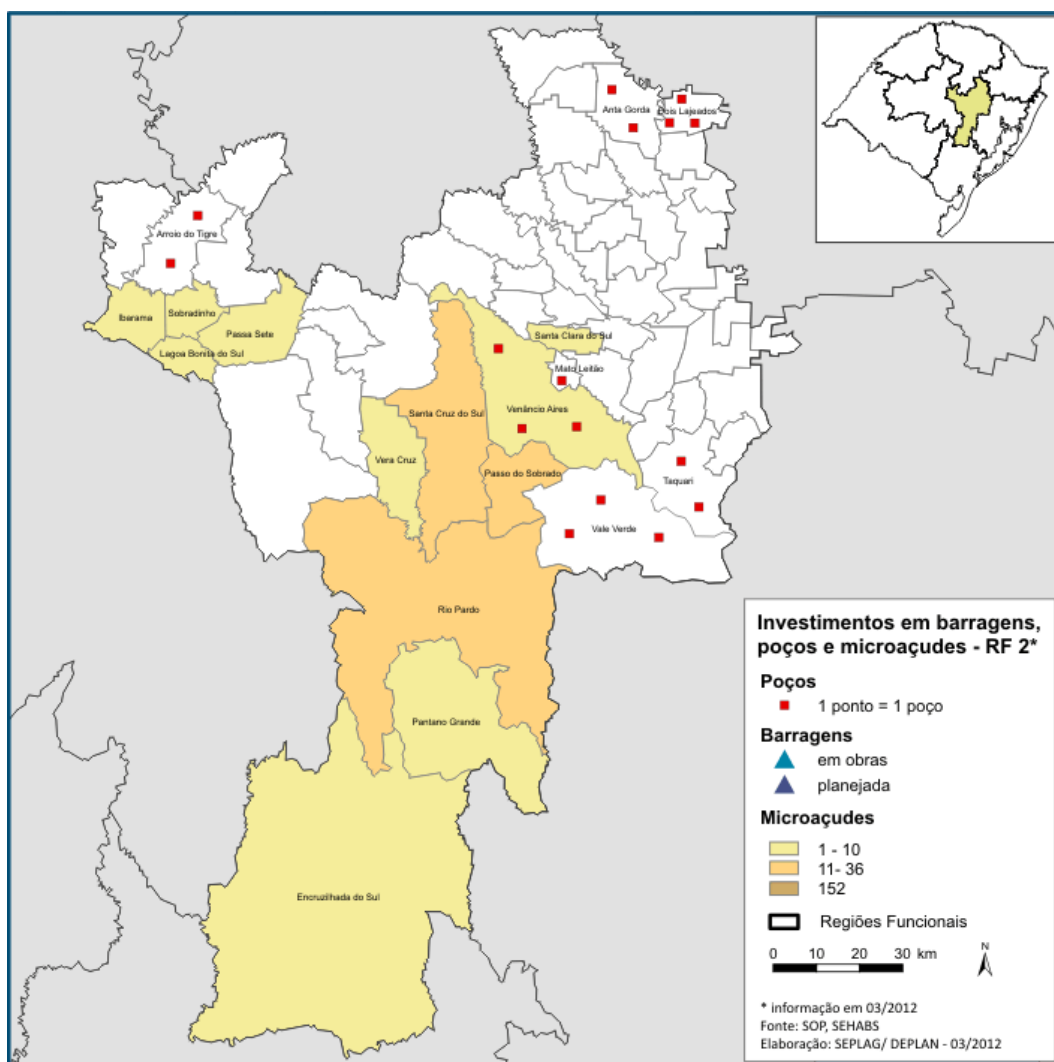 Anta Gorda
Dois Lajeados
Arroio do Tigre
Ibarama
Sobradinho
Passa Sete
Lagoa Bonita do Sul
Santa Clara do Sul
Mato Leitão
Santa Cruz do Sul
Venâncio Aires
Vera Cruz
Passo do Sobrado
Taquari
Vale Verde
Rio Pardo
Pantano Grande
Encruzilhada do Sul
Investimentos em barragens,
poços e microaçudes - RF 2*
Poços
1 ponto = 1 poço
Barragens
em obras
planejada
Microaçudes
1 - 10
11- 36
152
Regiões Funcionais
0 10 20 30 km
N
* informação em 03/2012
Fonte: SOP, SEHABS
Elaboração: SEPLAG/ DEPLAN - 03/2012